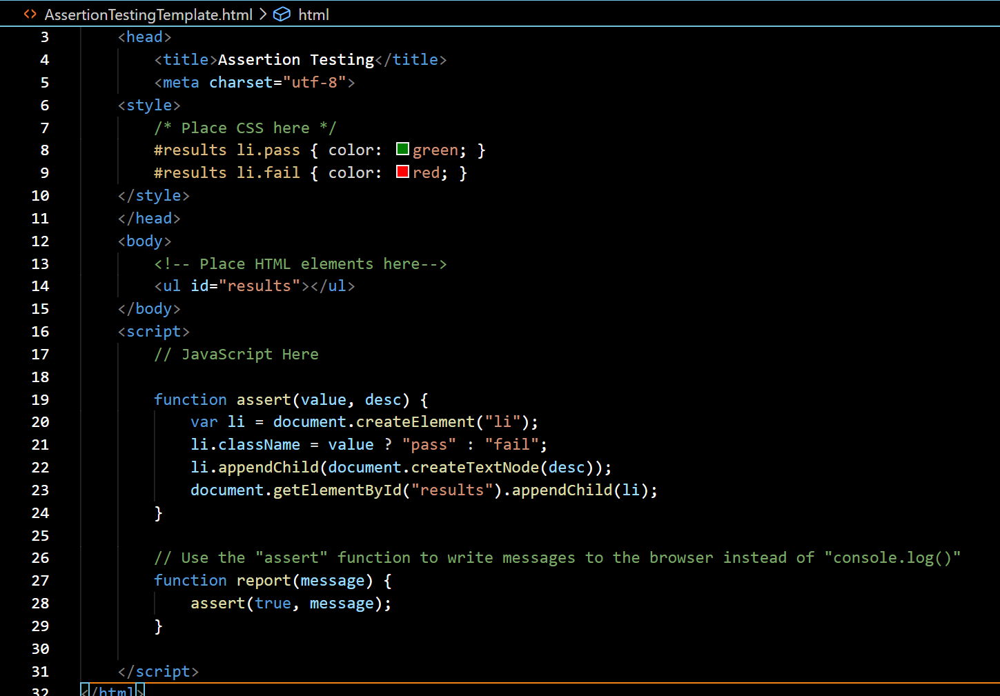 AssertionTestingTemplate.html > html
3 <head>
4 <title>Assertion Testing</title>
5 <meta charset="utf-8">
6 <style>
7 /* Place CSS here */
8 #results li.pass { color: green; }
9 #results li.fail { color: red; }
10 </style>
11 </head>
12 <body>
13 <!-- Place HTML elements here-->
14 <ul id="results"></ul>
15 </body>
16 <script>
17 // JavaScript Here
18
19 function assert(value, desc) {
20 var li = document.createElement("li");
21 li.className = value ? "pass" : "fail";
22 li.appendChild(document.createTextNode(desc));
23 document.getElementById("results").appendChild(li);
24 }
25
26 // Use the "assert" function to write messages to the browser instead of "console.log()"
27 function report(message) {
28 assert(true, message);
29 }
30
31 </script>
32 </html>